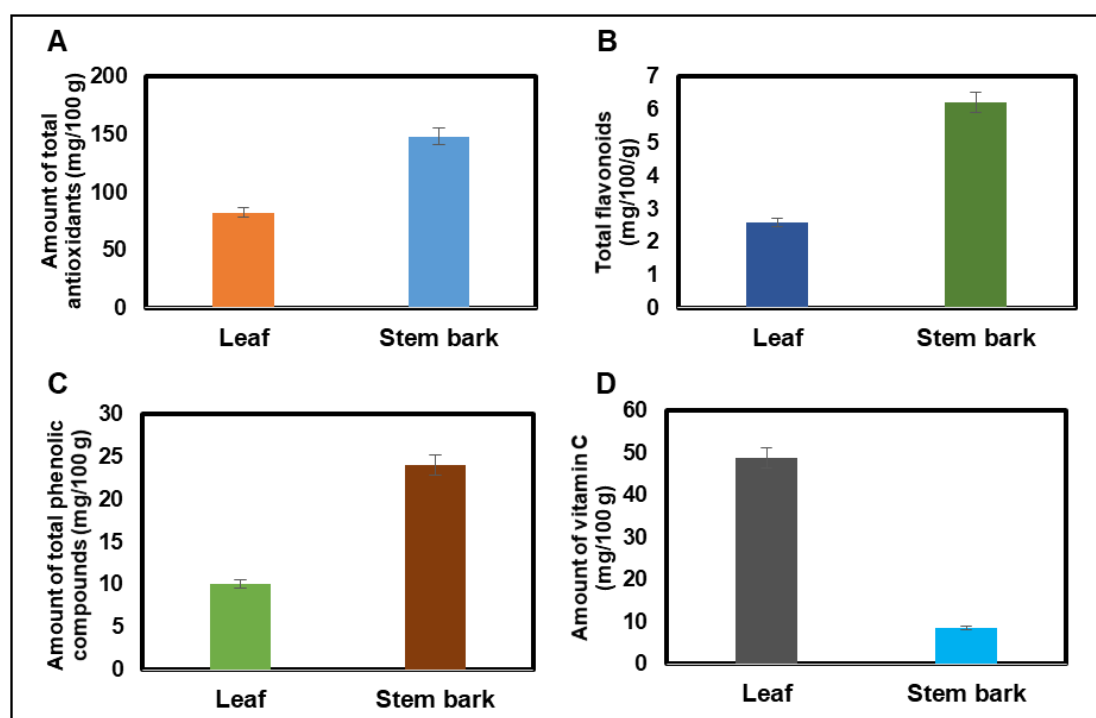 A
Amount of total
antioxidants (mg/100 g)
200
150
100
50
0
Leaf Stem bark
B
Total flavonoids
(mg/100/g)
7
6
5
4
3
2
1
0
Leaf Stem bark
C
Amount of total phenolic
compounds (mg/100 g)
30
25
20
15
10
5
0
Leaf Stem bark
D
Amount of vitamin C
(mg/100 g)
60
50
40
30
20
10
0
Leaf Stem bark